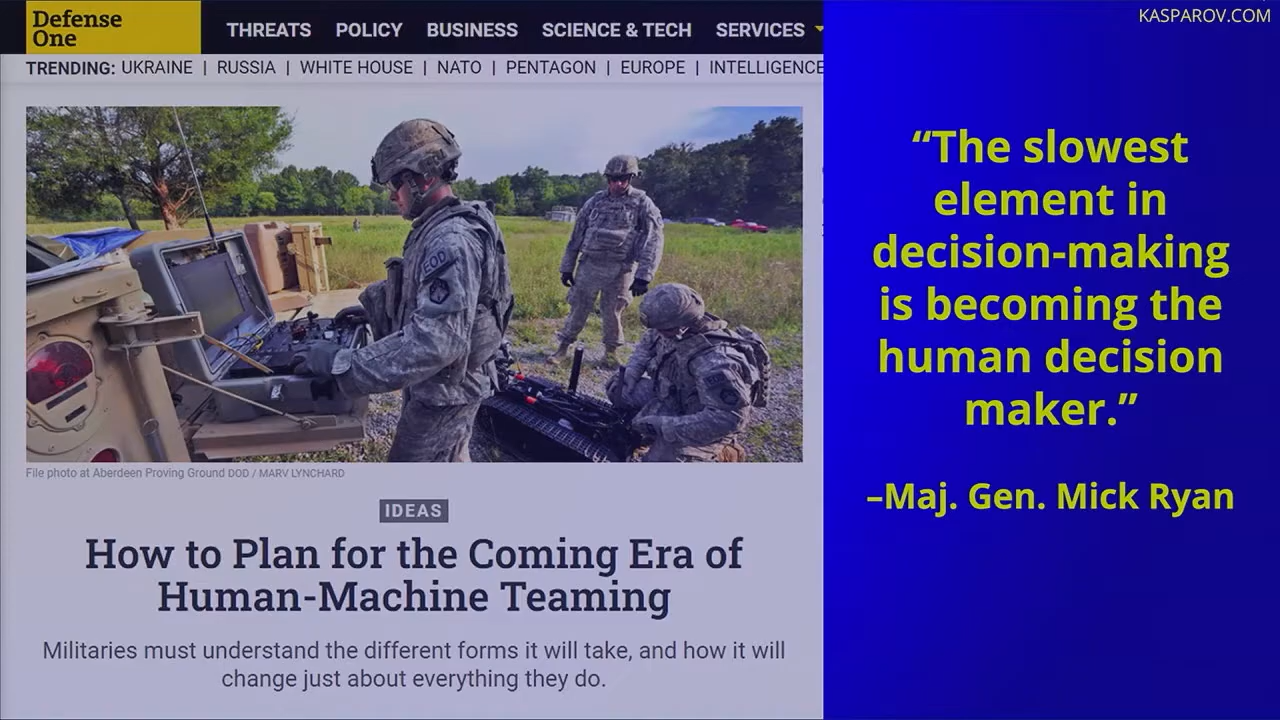 Defense
One
THREATS POLICY BUSINESS SCIENCE & TECH SERVICES
TRENDING: UKRAINE | RUSSIA | WHITE HOUSE | NATO | PENTAGON | EUROPE | INTELLIGENCE
KASPAROV.COM
EOD
File photo at Aberdeen Proving Ground DOD / MARV LYNCHARD
IDEAS
How to Plan for the Coming Era of
Human-Machine Teaming
Militaries must understand the different forms it will take, and how it will
change just about everything they do.
“The slowest
element in
decision-making
is becoming the
human decision
maker.”
–Maj. Gen. Mick Ryan